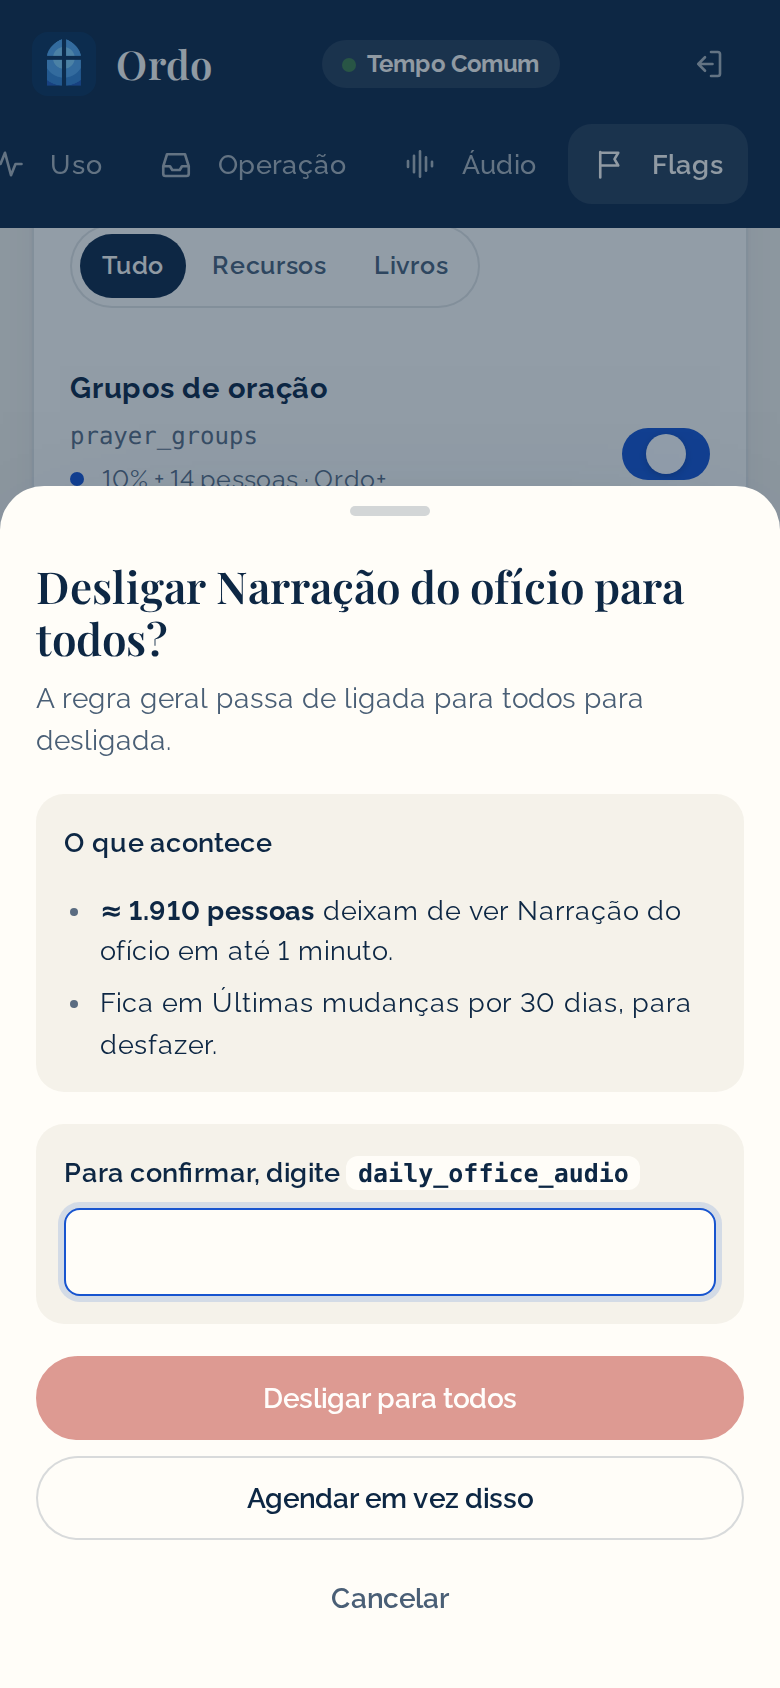 Ordo
Tempo Comum
Uso
Operação
Áudio
Flags
Tudo
Recursos
Livros
Grupos de oração
prayer_groups
10% + 14 pessoas · Ordo+
Desligar Narração do ofício para
todos?
A regra geral passa de ligada para todos para
desligada.
O que acontece
• ≈ 1.910 pessoas deixam de ver Narração do
ofício em até 1 minuto.
• Fica em Últimas mudanças por 30 dias, para
desfazer.
Para confirmar, digite daily_office_audio
Desligar para todos
Agendar em vez disso
Cancelar